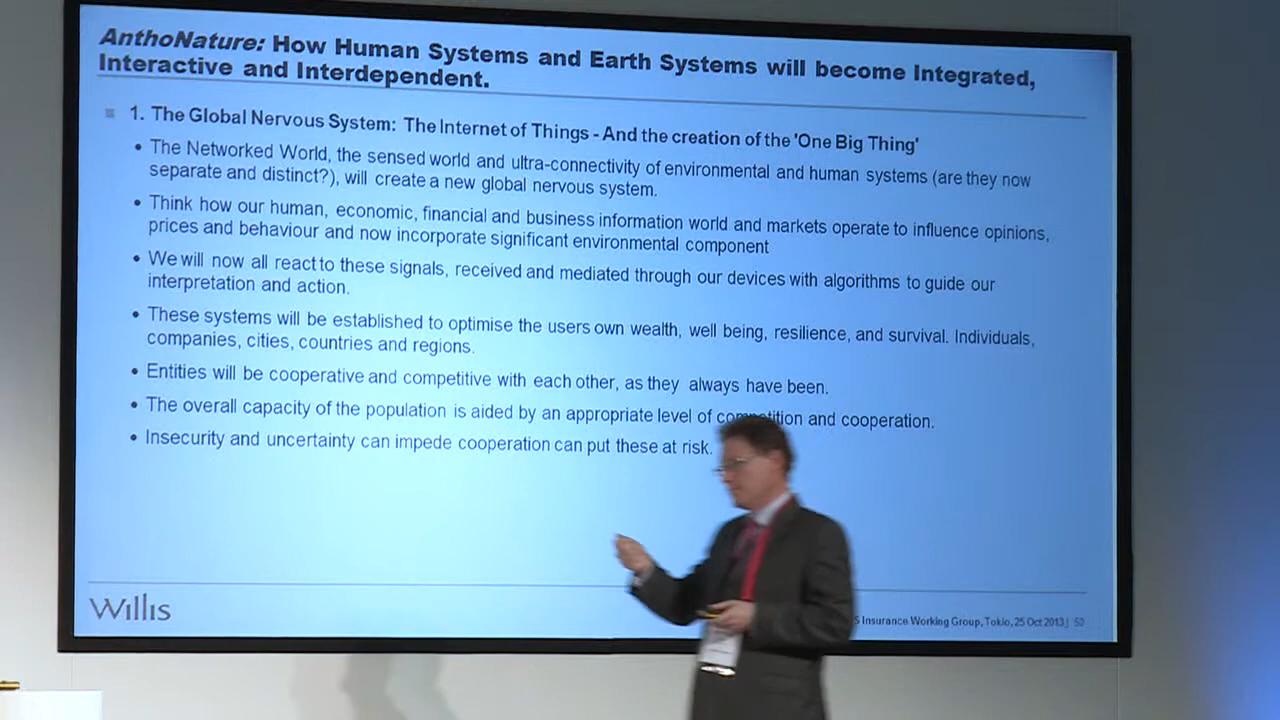 AnthoNature: How Human Systems and Earth Systems will become Integrated,
Interactive and Interdependent.
1. The Global Nervous System: The Internet of Things - And the creation of the 'One Big Thing'
• The Networked World, the sensed world and ultra-connectivity of environmental and human systems (are they now
separate and distinct?), will create a new global nervous system.
• Think how our human, economic, financial and business information world and markets operate to influence opinions,
prices and behaviour and now incorporate significant environmental component
• We will now all react to these signals, received and mediated through our devices with algorithms to guide our
interpretation and action.
• These systems will be established to optimise the users own wealth, well being, resilience, and survival. Individuals,
companies, cities, countries and regions.
• Entities will be cooperative and competitive with each other, as they always have been.
• The overall capacity of the population is aided by an appropriate level of competition and cooperation.
• Insecurity and uncertainty can impede cooperation can put these at risk.
Willis
S Insurance Working Group, Tokio, 25 Oct 2013 | 50